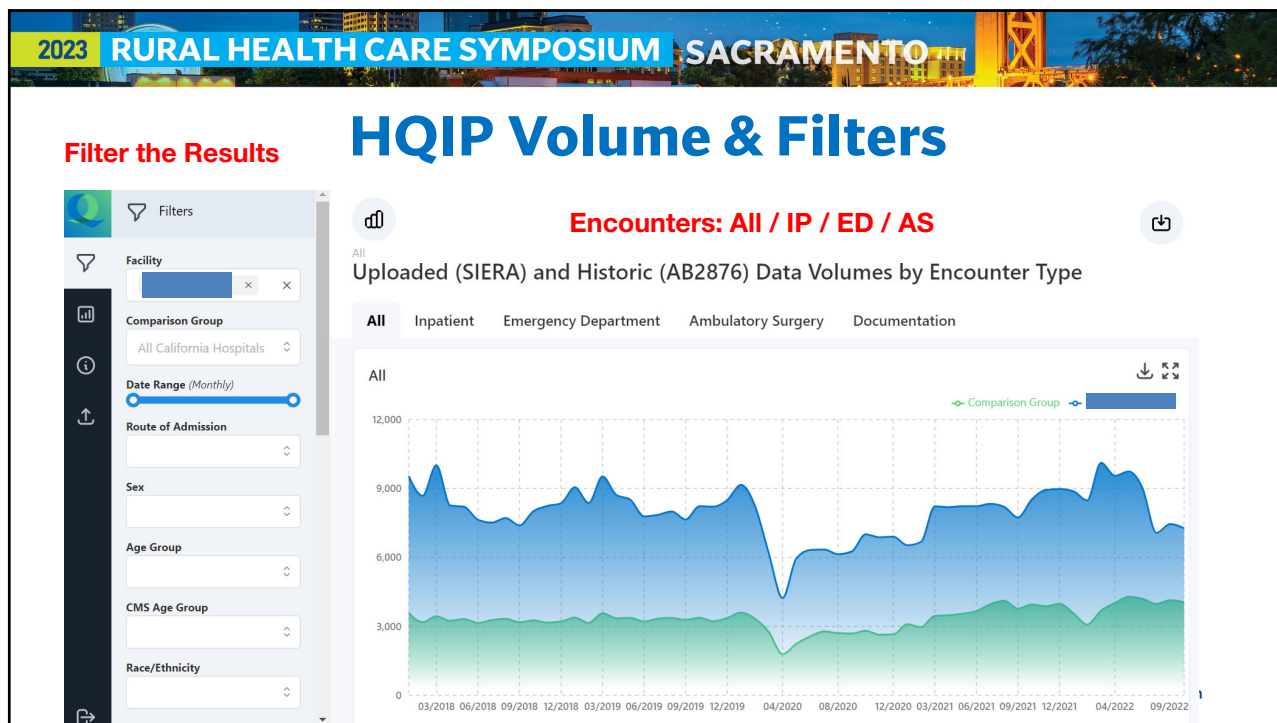 2023 RURAL HEALTH CARE SYMPOSIUM SACRAMENTO
HQIP Volume & Filters
Filter the Results
Filters
Facility
Comparison Group
All California Hospitals
Date Range (Monthly)
Route of Admission
Sex
Age Group
CMS Age Group
Race/Ethnicity
Encounters: All / IP / ED / AS
All
Uploaded (SIERA) and Historic (AB2876) Data Volumes by Encounter Type
All Inpatient Emergency Department Ambulatory Surgery Documentation
All
Comparison Group
12,000
9,000
6,000
3,000
0
03/2018 06/2018 09/2018 12/2018 03/2019 06/2019 09/2019 12/2019 04/2020 08/2020 12/2020 03/2021 06/2021 09/2021 12/2021 04/2022 09/2022